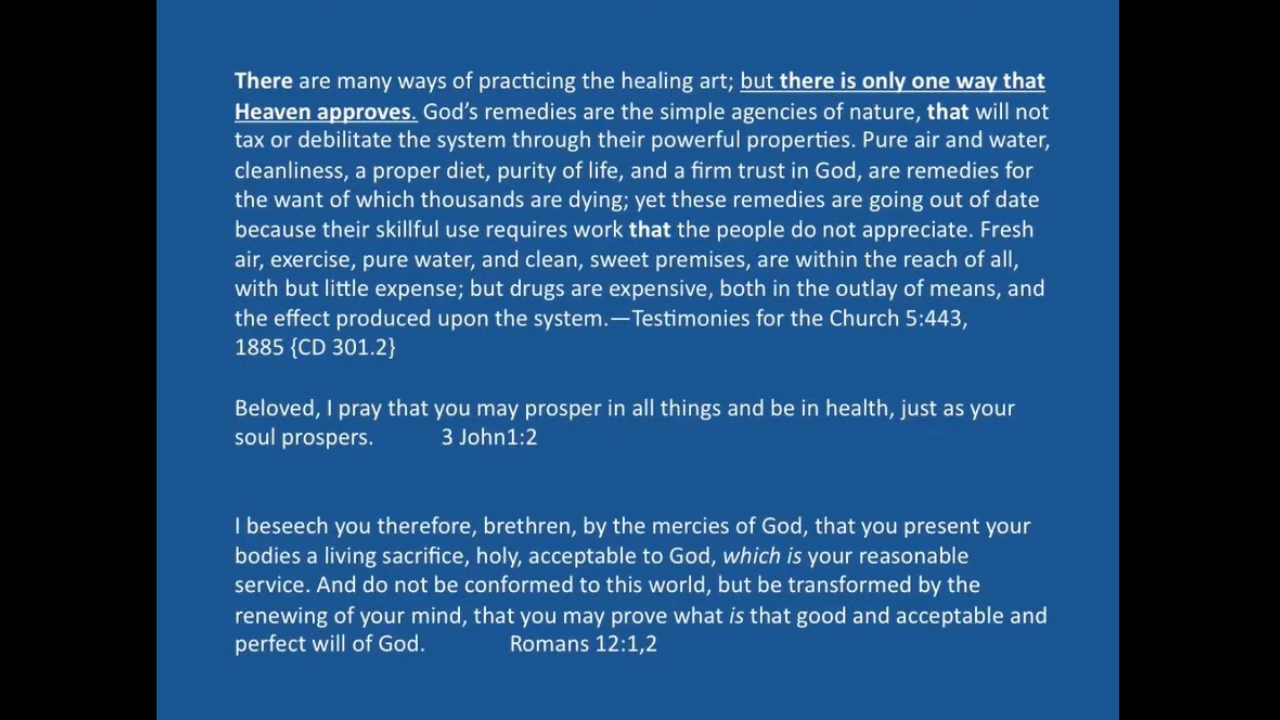 There are many ways of practicing the healing art; but there is only one way that
Heaven approves. God’s remedies are the simple agencies of nature, that will not
tax or debilitate the system through their powerful properties. Pure air and water,
cleanliness, a proper diet, purity of life, and a firm trust in God, are remedies for
the want of which thousands are dying; yet these remedies are going out of date
because their skillful use requires work that the people do not appreciate. Fresh
air, exercise, pure water, and clean, sweet premises, are within the reach of all,
with but little expense; but drugs are expensive, both in the outlay of means, and
the effect produced upon the system.—Testimonies for the Church 5:443,
1885 {CD 301.2}
Beloved, I pray that you may prosper in all things and be in health, just as your
soul prospers. 3 John1:2
I beseech you therefore, brethren, by the mercies of God, that you present your
bodies a living sacrifice, holy, acceptable to God, which is your reasonable
service. And do not be conformed to this world, but be transformed by the
renewing of your mind, that you may prove what is that good and acceptable and
perfect will of God. Romans 12:1,2